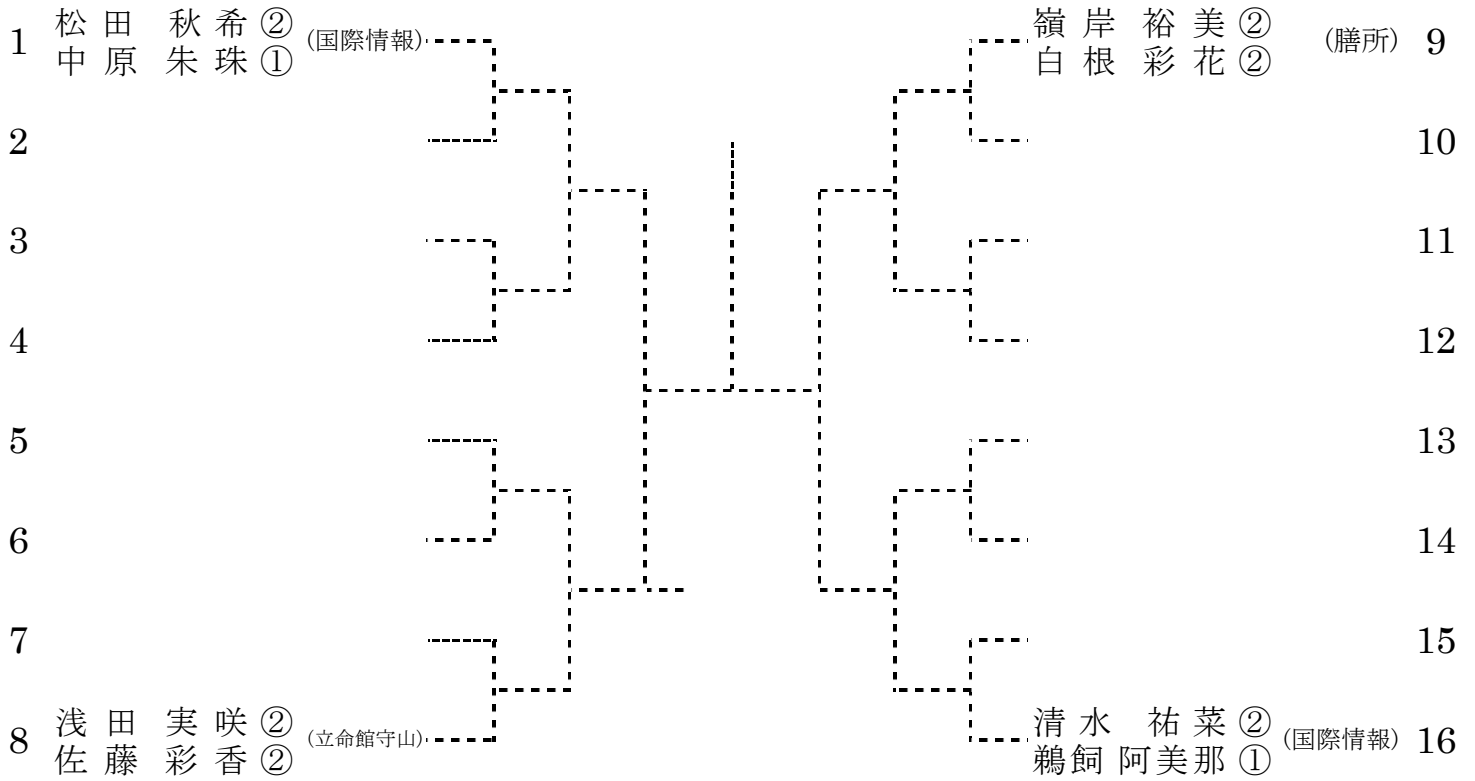 1 松田 秋希② (国際情報)
中原 朱珠①
2
3
4
5
6
7
8 浅田 実咲② (立命館守山)
佐藤 彩香②
嶺岸 裕美② (膳所) 9
白根 彩花②
10
11
12
13
14
15
清水 祐菜② (国際情報) 16
鵜飼 阿美那①